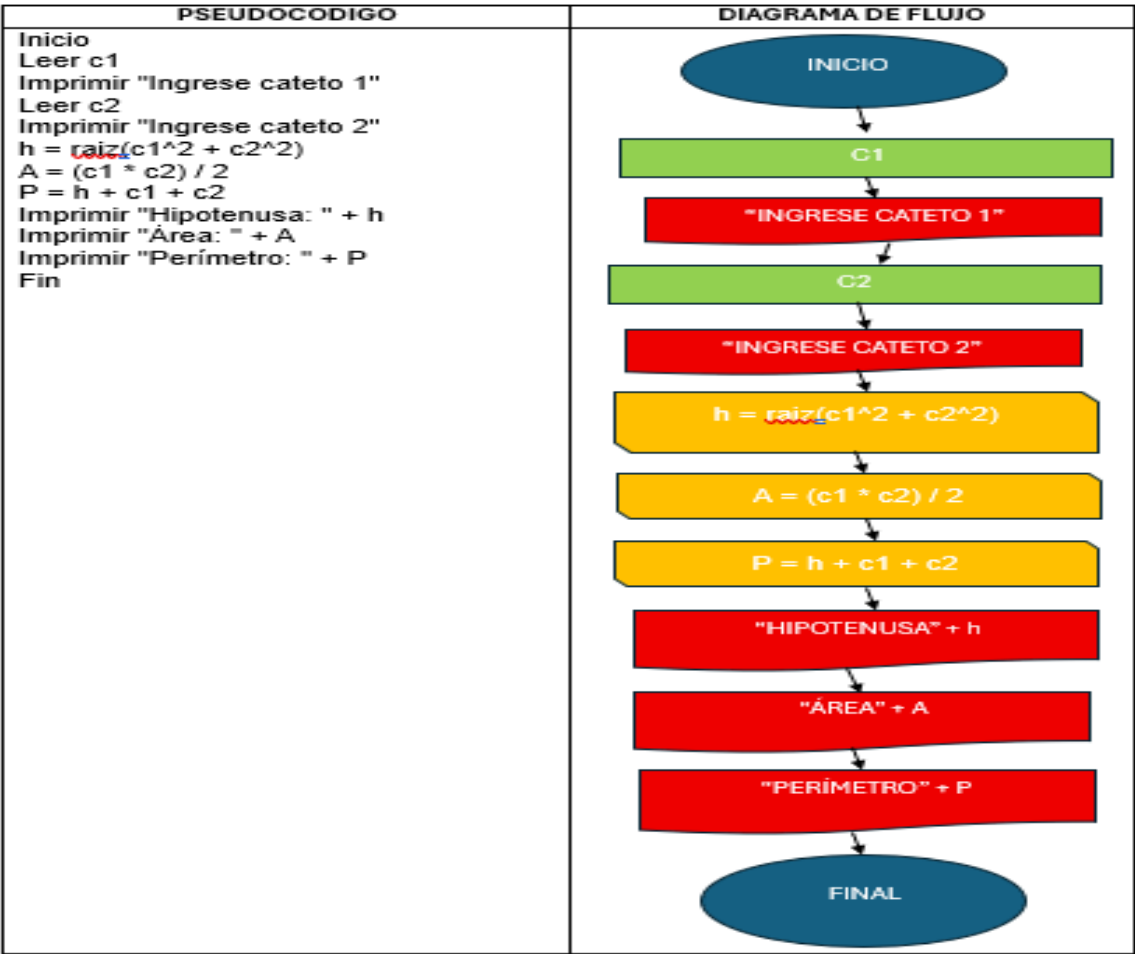 PSEUDOCODIGO
Inicio
Leer c1
Imprimir "Ingrese cateto 1"
Leer c2
Imprimir "Ingrese cateto 2"
h = raiz(c1^2 + c2^2)
A = (c1 * c2) / 2
P = h + c1 + c2
Imprimir "Hipotenusa: " + h
Imprimir "Área: " + A
Imprimir "Perímetro: " + P
Fin
DIAGRAMA DE FLUJO
INICIO
C1
"INGRESE CATETO 1"
C2
"INGRESE CATETO 2"
h = raiz(c1^2 + c2^2)
A = (c1 * c2) / 2
P = h + c1 + c2
"HIPOTENUSA" + h
"ÁREA" + A
"PERÍMETRO" + P
FINAL